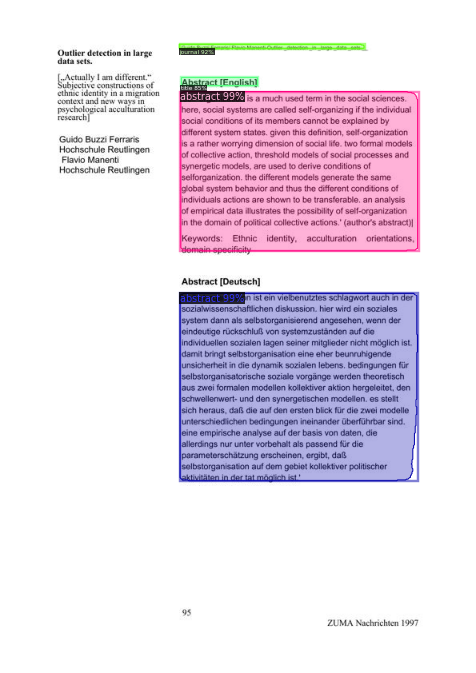 Outlier detection in large
data sets.
[„Actually I am different.“
Subjective constructions of
ethnic identity in a migration
context and new ways in
psychological acculturation
research]
Guido Buzzi Ferraris
Hochschule Reutlingen
Flavio Manenti
Hochschule Reutlingen
journal 92%
Abstract [English]
title 85%
abstract 99% is a much used term in the social sciences.
here, social systems are called self-organizing if the individual
social conditions of its members cannot be explained by
different system states. given this definition, self-organization
is a rather worrying dimension of social life. two formal models
of collective action, threshold models of social processes and
synergetic models, are used to derive conditions of
selforganization. the different models generate the same
global system behavior and thus the different conditions of
individuals actions are shown to be transferable. an analysis
of empirical data illustrates the possibility of self-organization
in the domain of political collective actions.' (author's abstract)|
Keywords: Ethnic identity, acculturation orientations,
domain specificity
Abstract [Deutsch]
abstract 99%n ist ein vielbenutztes schlagwort auch in der
sozialwissenschaftlichen diskussion. hier wird ein soziales
system dann als selbstorganisierend angesehen, wenn der
eindeutige rückschluß von systemzuständen auf die
individuellen sozialen lagen seiner mitglieder nicht möglich ist.
damit bringt selbstorganisation eine eher beunruhigende
unsicherheit in die dynamik sozialen lebens. bedingungen für
selbstorganisatorische soziale vorgänge werden theoretisch
aus zwei formalen modellen kollektiver aktion hergeleitet, den
schwellenwert- und den synergetischen modellen. es stellt
sich heraus, daß die auf den ersten blick für die zwei modelle
unterschiedlichen bedingungen ineinander überführbar sind.
eine empirische analyse auf der basis von daten, die
allerdings nur unter vorbehalt als passend für die
parameterschätzung erscheinen, ergibt, daß
selbstorganisation auf dem gebiet kollektiver politischer
aktivitäten in der tat möglich ist.'
95
ZUMA Nachrichten 1997